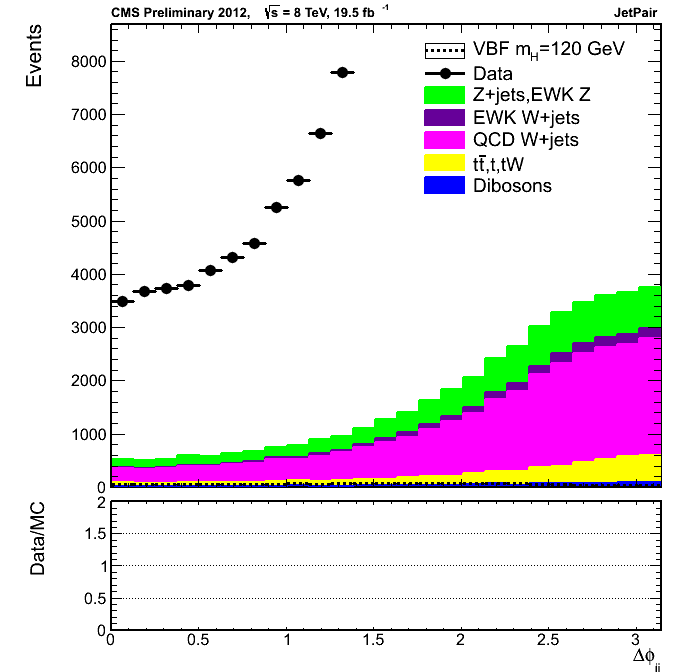 CMS Preliminary 2012, √s = 8 TeV, 19.5 fb⁻¹ JetPair
Events
8000
7000
6000
5000
4000
3000
2000
1000
0
VBF m_H=120 GeV
Data
Z+jets,EWK Z
EWK W+jets
QCD W+jets
tt̄,t,tW
Dibosons
Data/MC
2
1.5
1
0.5
0
0 0.5 1 1.5 2 2.5 3
Δϕ_jj